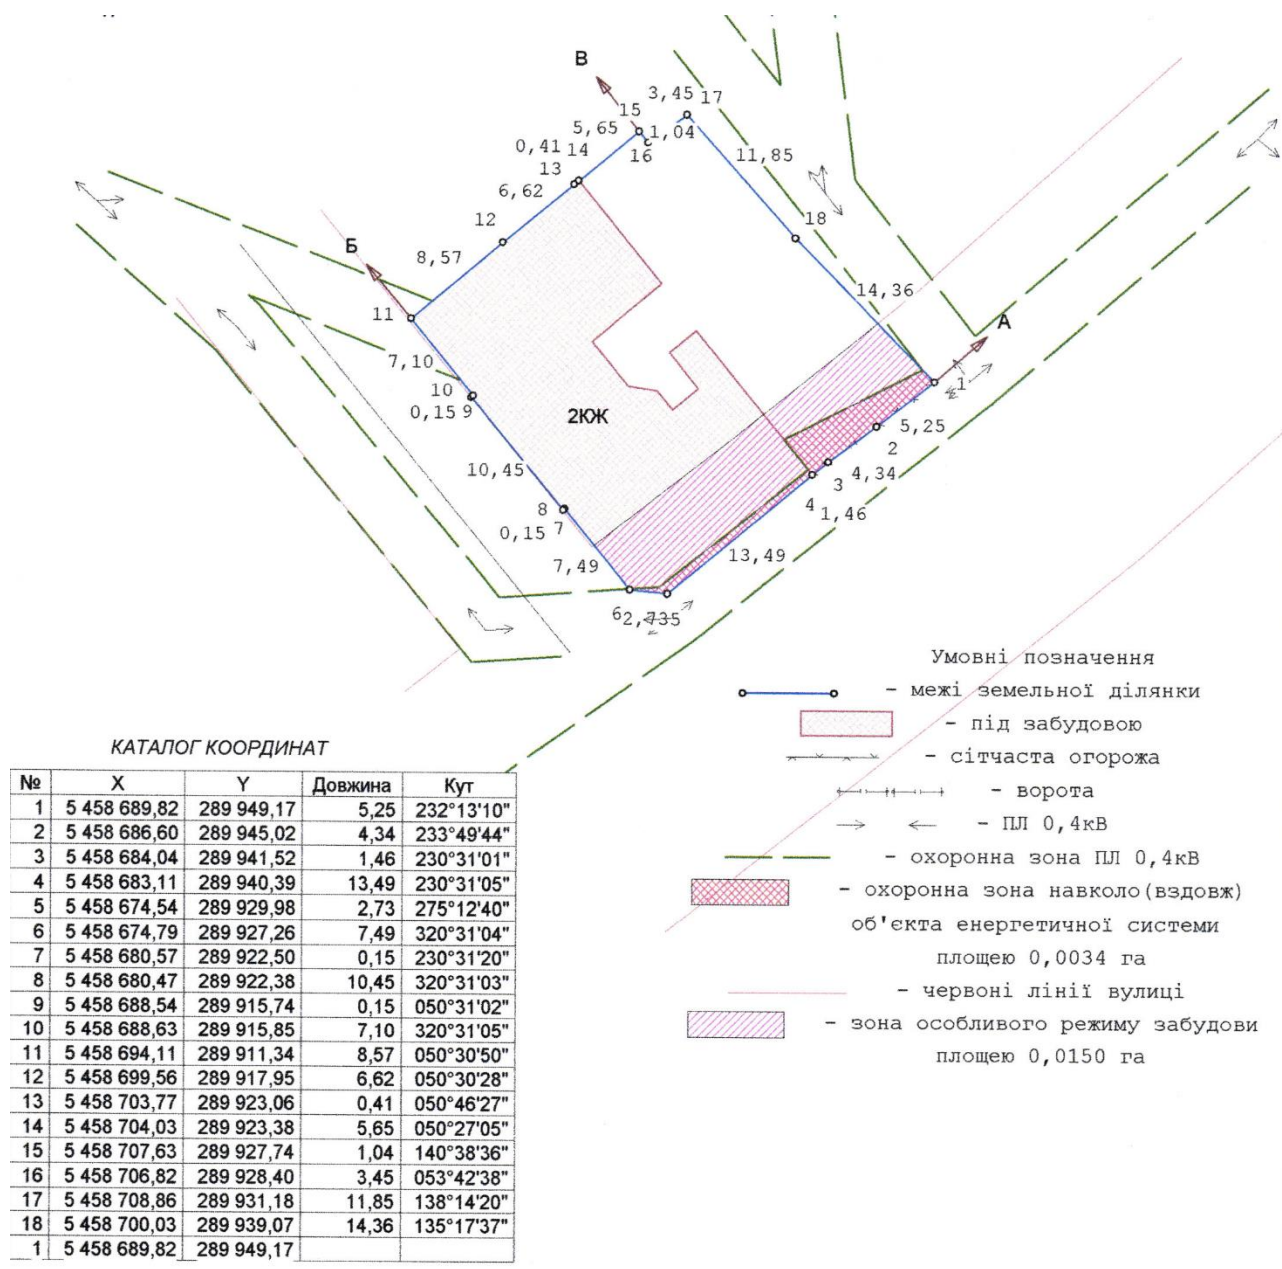 В
3,45 17
15
5,65 1,04
0,41 14 16
13
11,85
6,62
12
18
Б
8,57
14,36
11
А
7,10
1
10
0,15 9
2КЖ
5,25
2
10,45
4,34
3
8
4
1,46
0,15 7
13,49
7,49
6 2,73 5
Умовні позначення
- межі земельної ділянки
- під забудовою
- сітчаста огорожа
- ворота
- ПЛ 0,4кВ
- охоронна зона ПЛ 0,4кВ
- охоронна зона навколо(вздовж)
об'єкта енергетичної системи
площею 0,0034 га
- червоні лінії вулиці
- зона особливого режиму забудови
площею 0,0150 га
КАТАЛОГ КООРДИНАТ
№ X Y Довжина Кут
1 5 458 689,82 289 949,17 5,25 232°13'10"
2 5 458 686,60 289 945,02 4,34 233°49'44"
3 5 458 684,04 289 941,52 1,46 230°31'01"
4 5 458 683,11 289 940,39 13,49 230°31'05"
5 5 458 674,54 289 929,98 2,73 275°12'40"
6 5 458 674,79 289 927,26 7,49 320°31'04"
7 5 458 680,57 289 922,50 0,15 230°31'20"
8 5 458 680,47 289 922,38 10,45 320°31'03"
9 5 458 688,54 289 915,74 0,15 050°31'02"
10 5 458 688,63 289 915,85 7,10 320°31'05"
11 5 458 694,11 289 911,34 8,57 050°30'50"
12 5 458 699,56 289 917,95 6,62 050°30'28"
13 5 458 703,77 289 923,06 0,41 050°46'27"
14 5 458 704,03 289 923,38 5,65 050°27'05"
15 5 458 707,63 289 927,74 1,04 140°38'36"
16 5 458 706,82 289 928,40 3,45 053°42'38"
17 5 458 708,86 289 931,18 11,85 138°14'20"
18 5 458 700,03 289 939,07 14,36 135°17'37"
1 5 458 689,82 289 949,17